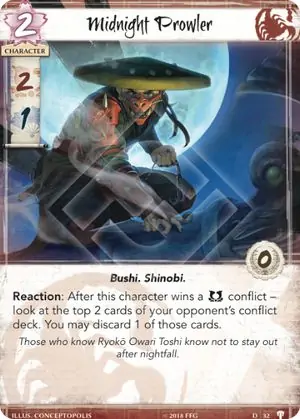 2
Midnight Prowler
CHARACTER
2
1
0
Bushi. Shinobi.
Reaction: After this character wins a conflict –
look at the top 2 cards of your opponent's conflict
deck. You may discard 1 of those cards.
Those who know Ryokō Owari Toshi know not to stay out
after nightfall.
ILLUS. CONCEPTOPOLIS © 2018 FFG D 32